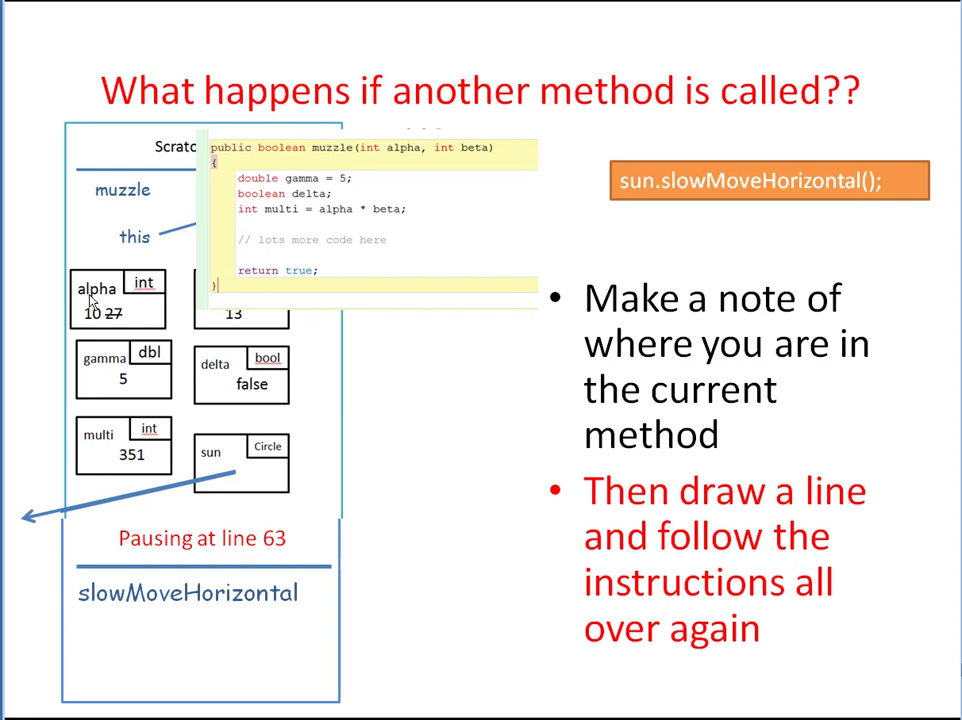 What happens if another method is called??
Scratc
public boolean muzzle(int alpha, int beta)
{
double gamma = 5;
boolean delta;
int multi = alpha * beta;
// lots more code here
return true;
}
muzzle
this
sun.slowMoveHorizontal();
alpha int
10 27
13
gamma dbl
5
delta bool
false
multi int
351
sun Circle
Pausing at line 63
slowMoveHorizontal
• Make a note of
where you are in
the current
method
• Then draw a line
and follow the
instructions all
over again